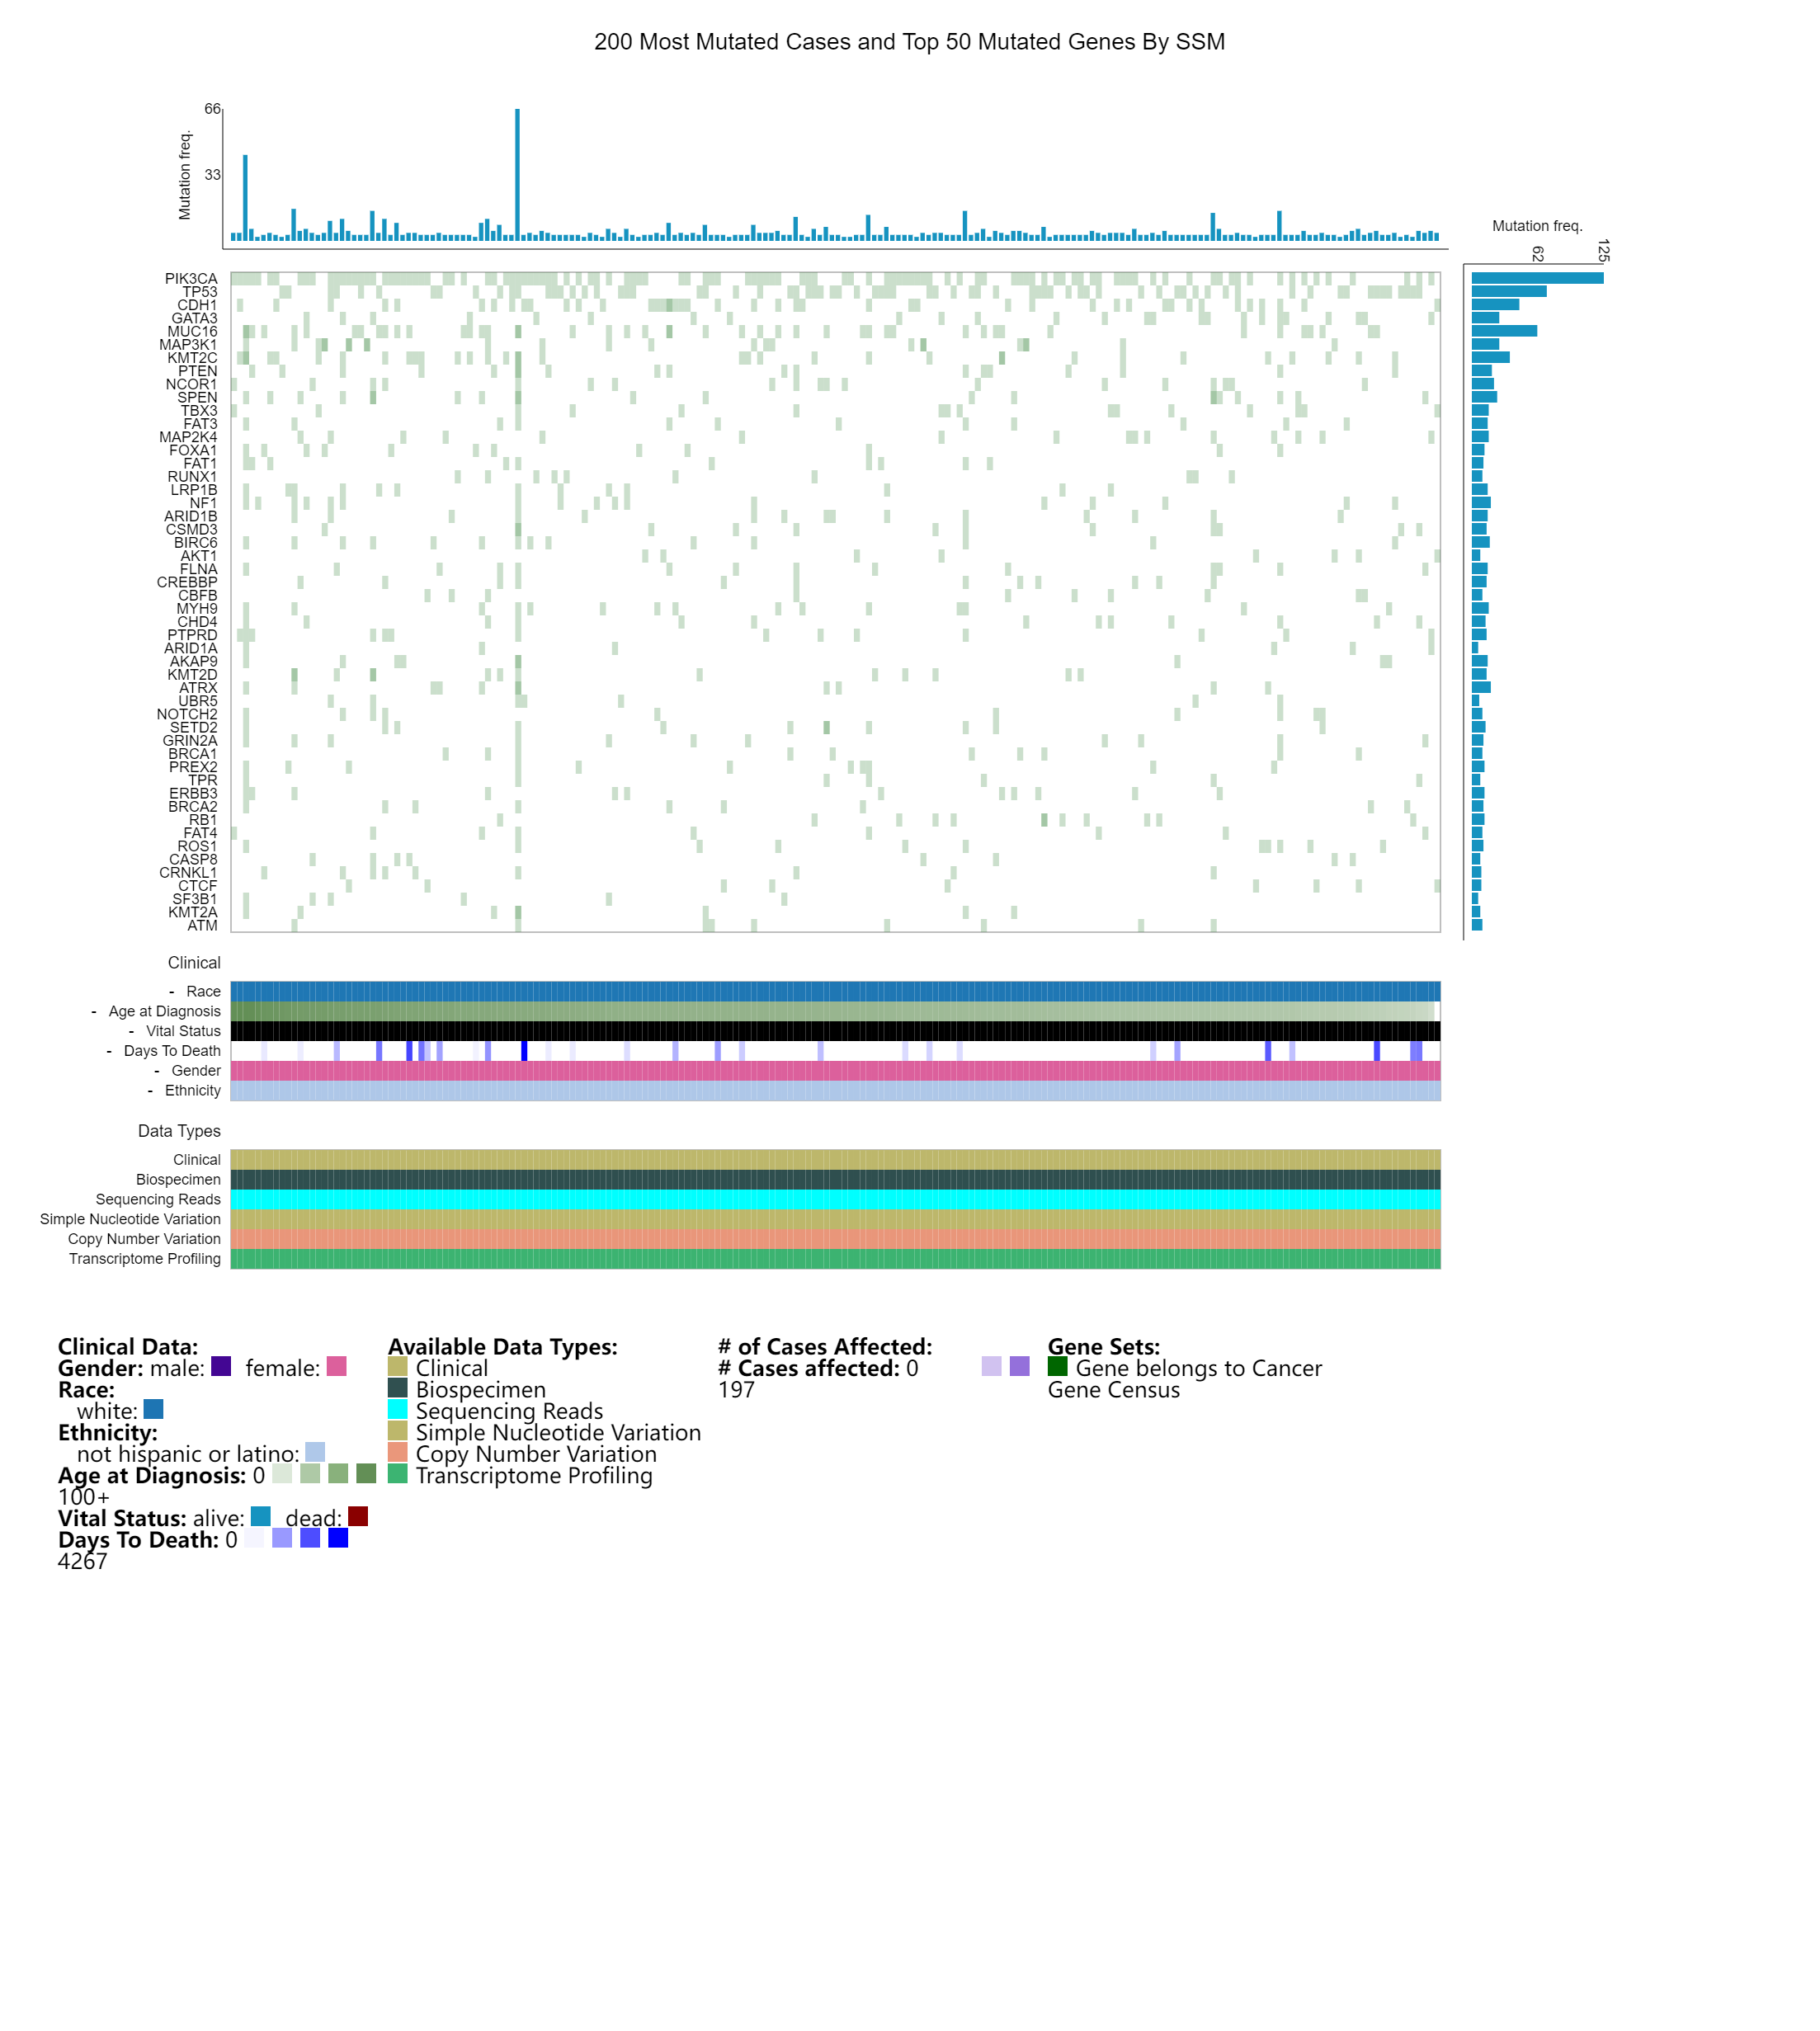 200 Most Mutated Cases and Top 50 Mutated Genes By SSM
66
33
Mutation freq.
Mutation freq.
62
125
PIK3CA
TP53
CDH1
GATA3
MUC16
MAP3K1
KMT2C
PTEN
NCOR1
SPEN
TBX3
FAT3
MAP2K4
FOXA1
FAT1
RUNX1
LRP1B
NF1
ARID1B
CSMD3
BIRC6
AKT1
FLNA
CREBBP
CBFB
MYH9
CHD4
PTPRD
ARID1A
AKAP9
KMT2D
ATRX
UBR5
NOTCH2
SETD2
GRIN2A
BRCA1
PREX2
TPR
ERBB3
BRCA2
RB1
FAT4
ROS1
CASP8
CRNKL1
CTCF
SF3B1
KMT2A
ATM
Clinical
- Race
- Age at Diagnosis
- Vital Status
- Days To Death
- Gender
- Ethnicity
Data Types
Clinical
Biospecimen
Sequencing Reads
Simple Nucleotide Variation
Copy Number Variation
Transcriptome Profiling
Clinical Data:
Gender: male: female:
Race:
white:
Ethnicity:
not hispanic or latino:
Age at Diagnosis: 0
100+
Vital Status: alive: dead:
Days To Death: 0
4267
Available Data Types:
Clinical
Biospecimen
Sequencing Reads
Simple Nucleotide Variation
Copy Number Variation
Transcriptome Profiling
# of Cases Affected:
# Cases affected: 0
197
Gene Sets:
Gene belongs to Cancer
Gene Census